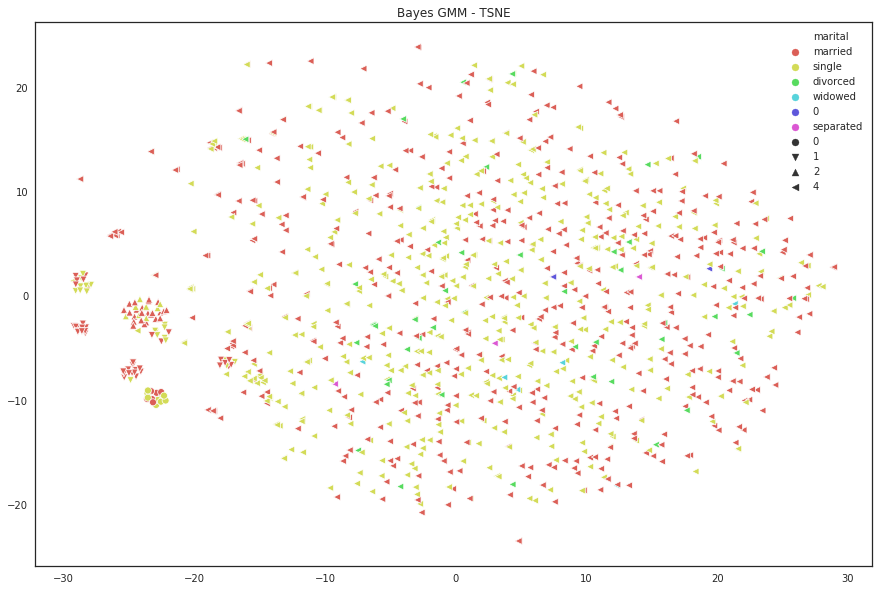 Bayes GMM - TSNE
marital
married
single
divorced
widowed
0
separated
0
1
2
4
20
10
0
−10
−20
−30
−20
−10
0
10
20
30